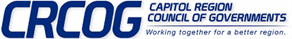 CRCOG CAPITOL REGION
COUNCIL OF GOVERNMENTS
Working together for a better region.